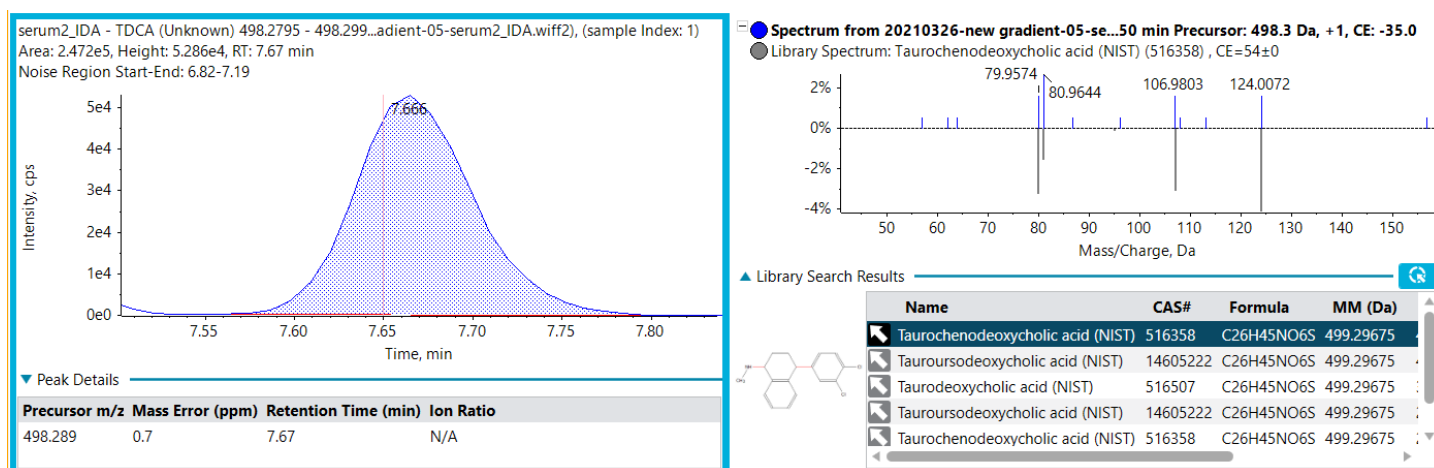 serum2_IDA - TDCA (Unknown) 498.2795 - 498.299...adient-05-serum2_IDA.wiff2), (sample Index: 1)
Area: 2.472e5, Height: 5.286e4, RT: 7.67 min
Noise Region Start-End: 6.82-7.19
7.666
5e4
4e4
3e4
2e4
1e4
0e0
Intensity, cps
7.55 7.60 7.65 7.70 7.75 7.80
Time, min
Peak Details
Precursor m/z Mass Error (ppm) Retention Time (min) Ion Ratio
498.289 0.7 7.67 N/A
Spectrum from 20210326-new gradient-05-se...50 min Precursor: 498.3 Da, +1, CE: -35.0
Library Spectrum: Taurochenodeoxycholic acid (NIST) (516358) , CE=54±0
79.9574
80.9644
106.9803
124.0072
2%
0%
-2%
-4%
50 60 70 80 90 100 110 120 130 140 150
Mass/Charge, Da
Library Search Results
Name CAS# Formula MM (Da)
Taurochenodeoxycholic acid (NIST) 516358 C26H45NO6S 499.29675
Tauroursodeoxycholic acid (NIST) 14605222 C26H45NO6S 499.29675
Taurodeoxycholic acid (NIST) 516507 C26H45NO6S 499.29675
Tauroursodeoxycholic acid (NIST) 14605222 C26H45NO6S 499.29675
Taurochenodeoxycholic acid (NIST) 516358 C26H45NO6S 499.29675